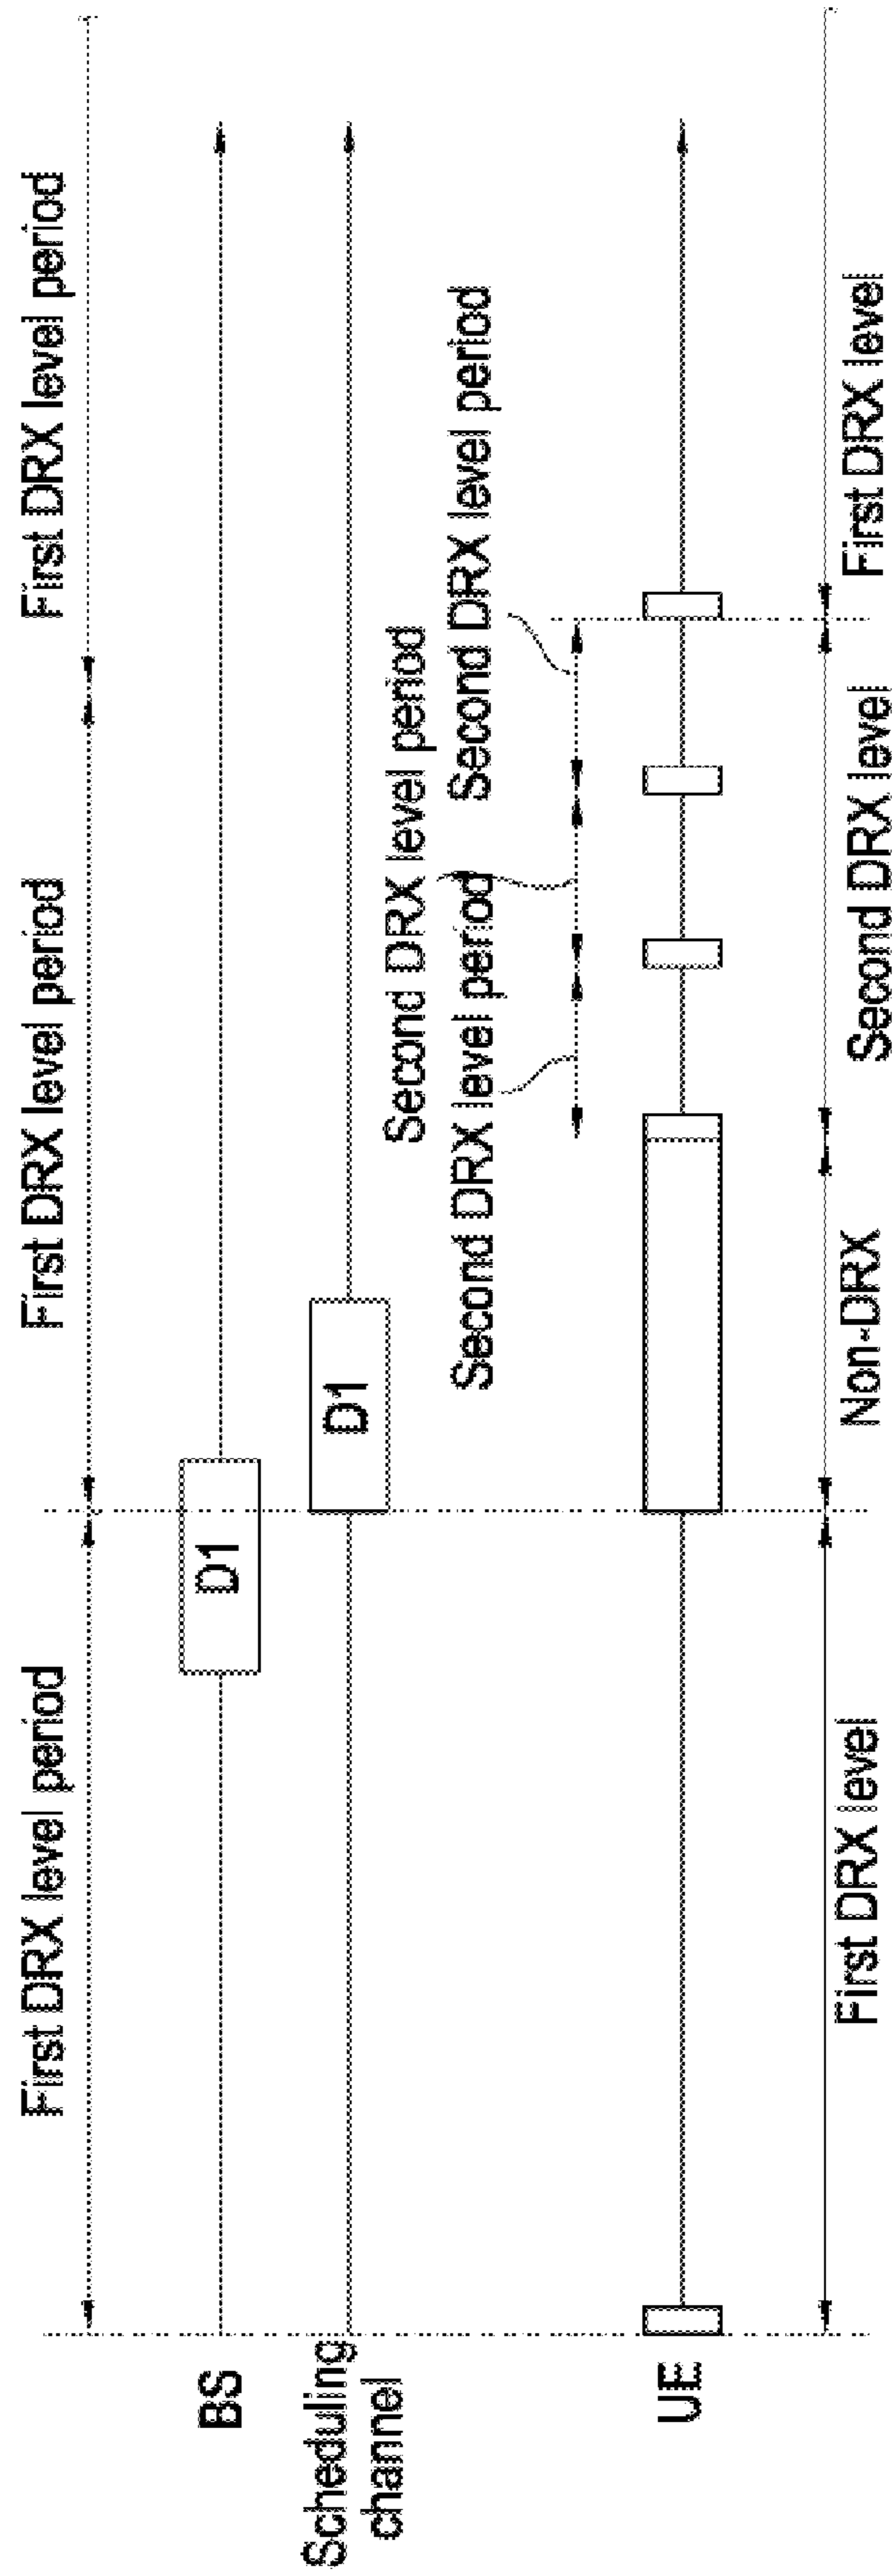 First DRX level period
First DRX level period
First DRX level period
BS
D1
Scheduling
channel
D1
Second DRX level period
Second DRX level period
Second DRX level period
UE
First DRX level
Non-DRX
Second DRX level
First DRX level